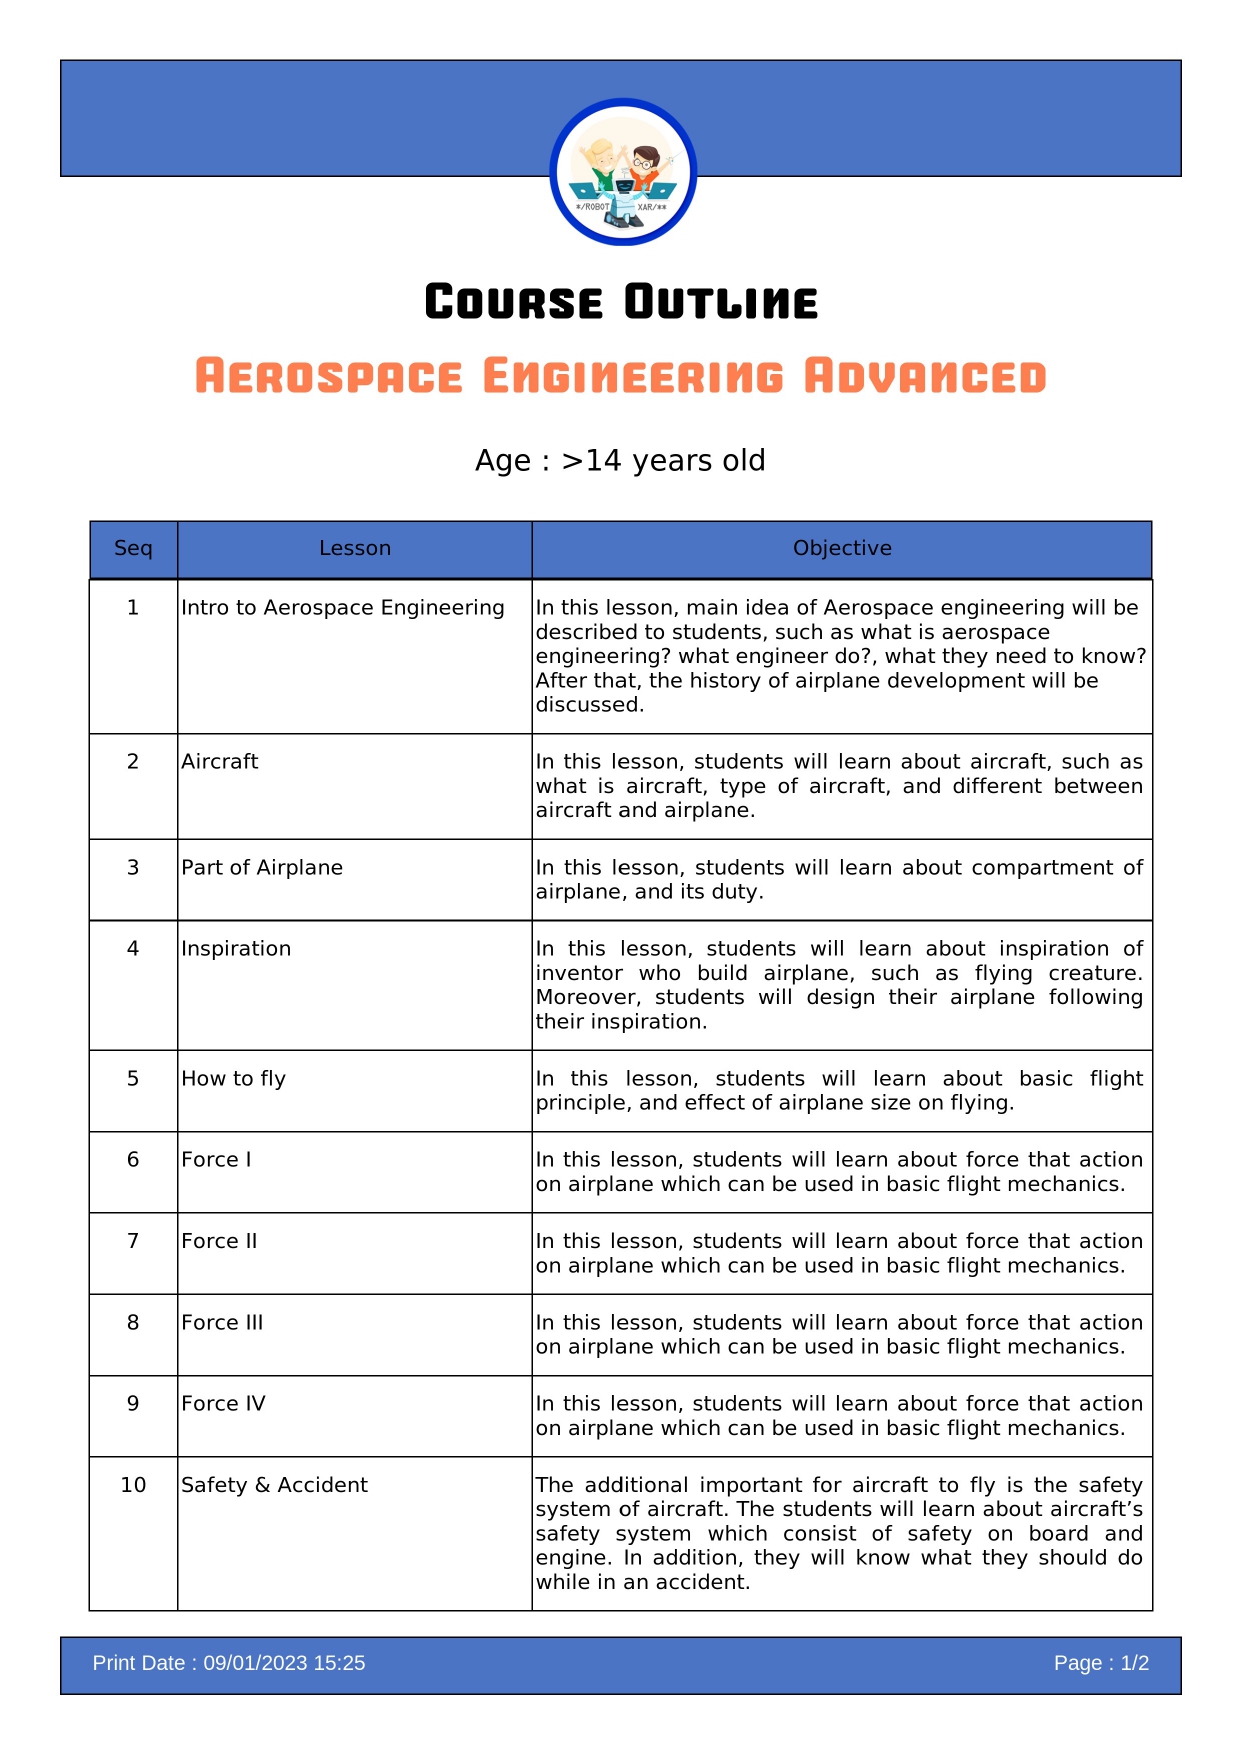 */ROBOT XAR/**
Course Outline
Aerospace Engineering Advanced
Age : >14 years old
Seq Lesson Objective
1 Intro to Aerospace Engineering In this lesson, main idea of Aerospace engineering will be
described to students, such as what is aerospace
engineering? what engineer do?, what they need to know?
After that, the history of airplane development will be
discussed.
2 Aircraft In this lesson, students will learn about aircraft, such as
what is aircraft, type of aircraft, and different between
aircraft and airplane.
3 Part of Airplane In this lesson, students will learn about compartment of
airplane, and its duty.
4 Inspiration In this lesson, students will learn about inspiration of
inventor who build airplane, such as flying creature.
Moreover, students will design their airplane following
their inspiration.
5 How to fly In this lesson, students will learn about basic flight
principle, and effect of airplane size on flying.
6 Force I In this lesson, students will learn about force that action
on airplane which can be used in basic flight mechanics.
7 Force II In this lesson, students will learn about force that action
on airplane which can be used in basic flight mechanics.
8 Force III In this lesson, students will learn about force that action
on airplane which can be used in basic flight mechanics.
9 Force IV In this lesson, students will learn about force that action
on airplane which can be used in basic flight mechanics.
10 Safety & Accident The additional important for aircraft to fly is the safety
system of aircraft. The students will learn about aircraft’s
safety system which consist of safety on board and
engine. In addition, they will know what they should do
while in an accident.
Print Date : 09/01/2023 15:25 Page : 1/2